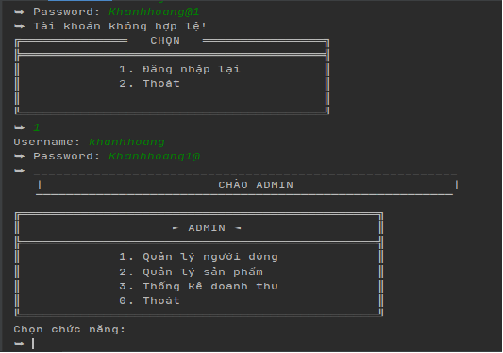 ➥ Password: Khanhhoang@1
➥ Tài khoản không hợp lệ!
CHỌN
1. Đăng nhập lại
2. Thoát
➥ 1
Username: khanhhoang
➥ Password: Khanhhoang1@
➥
CHÀO ADMIN
ADMIN
1. Quản lý người dùng
2. Quản lý sản phẩm
3. Thống kê doanh thu
0. Thoát
Chọn chức năng:
➥